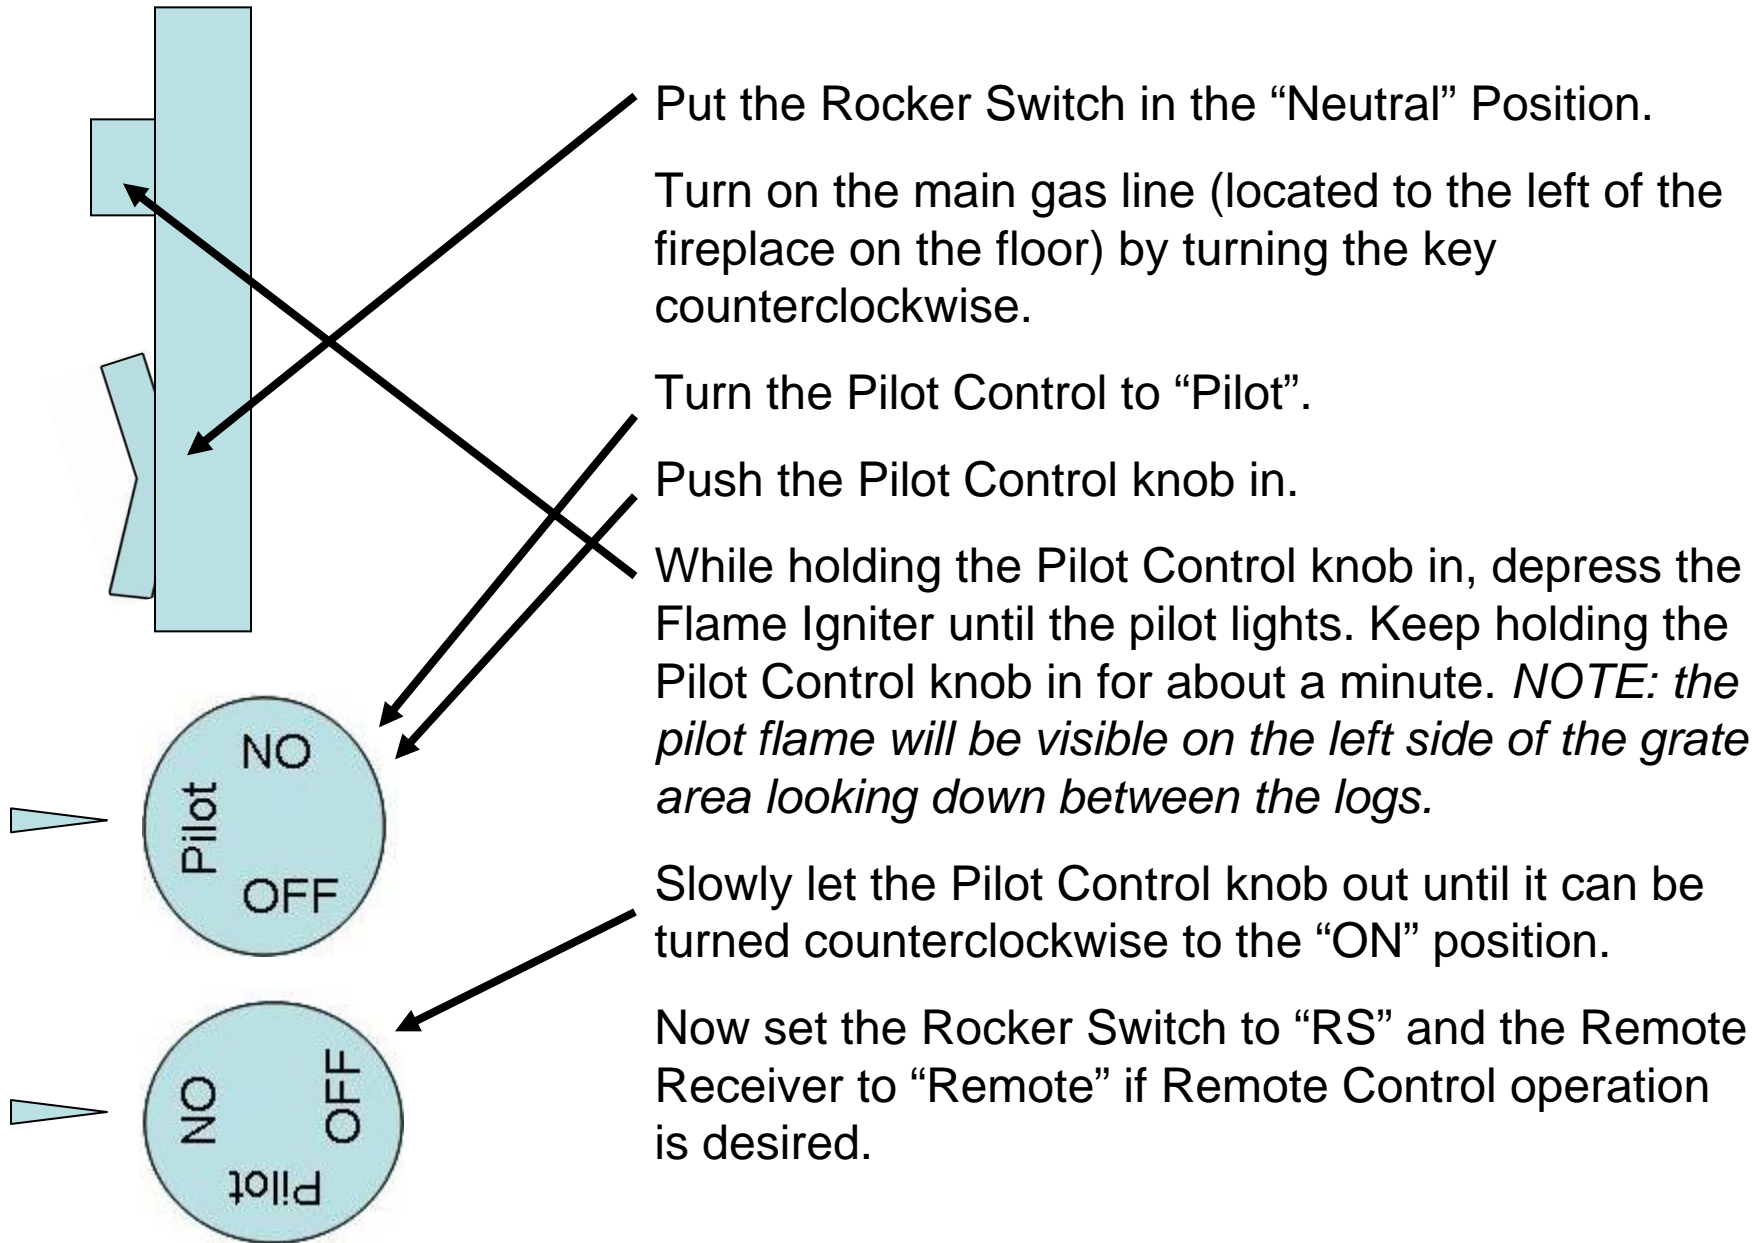 Put the Rocker Switch in the “Neutral” Position.
Turn on the main gas line (located to the left of the
fireplace on the floor) by turning the key
counterclockwise.
Turn the Pilot Control to “Pilot”.
Push the Pilot Control knob in.
While holding the Pilot Control knob in, depress the
Flame Igniter until the pilot lights. Keep holding the
Pilot Control knob in for about a minute. NOTE: the
pilot flame will be visible on the left side of the grate
area looking down between the logs.
Slowly let the Pilot Control knob out until it can be
turned counterclockwise to the “ON” position.
Now set the Rocker Switch to “RS” and the Remote
Receiver to “Remote” if Remote Control operation
is desired.
NO
Pilot
OFF
NO
OFF
Pilot